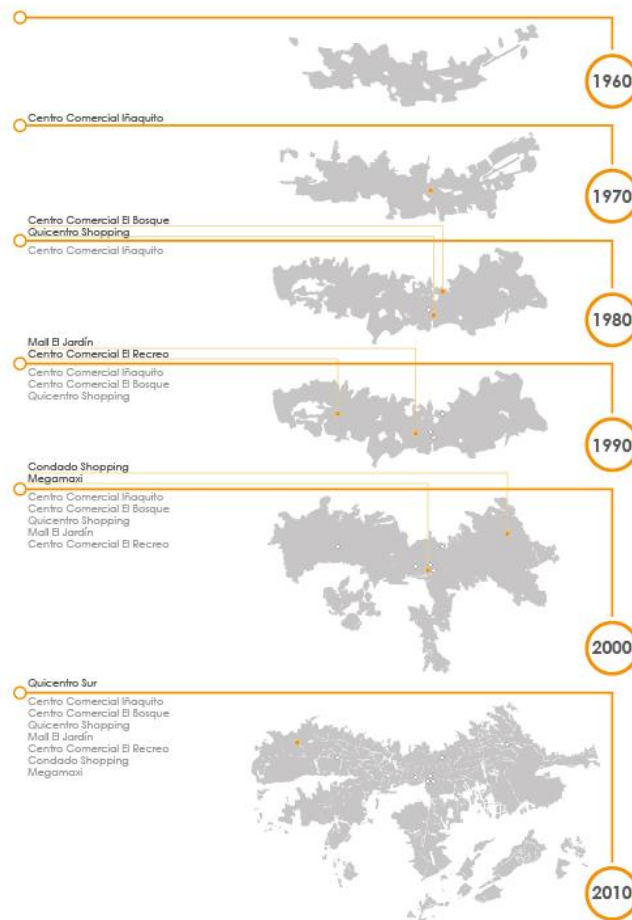 1960
Centro Comercial Iñaquito
1970
Centro Comercial El Bosque
Quicentro Shopping
Centro Comercial Iñaquito
1980
Mall El Jardín
Centro Comercial El Recreo
Centro Comercial Iñaquito
Centro Comercial El Bosque
Quicentro Shopping
1990
Condado Shopping
Megamaxi
Centro Comercial Iñaquito
Centro Comercial El Bosque
Quicentro Shopping
Mall El Jardín
Centro Comercial El Recreo
2000
Quicentro Sur
Centro Comercial Iñaquito
Centro Comercial El Bosque
Quicentro Shopping
Mall El Jardín
Centro Comercial El Recreo
Condado Shopping
Megamaxi
2010